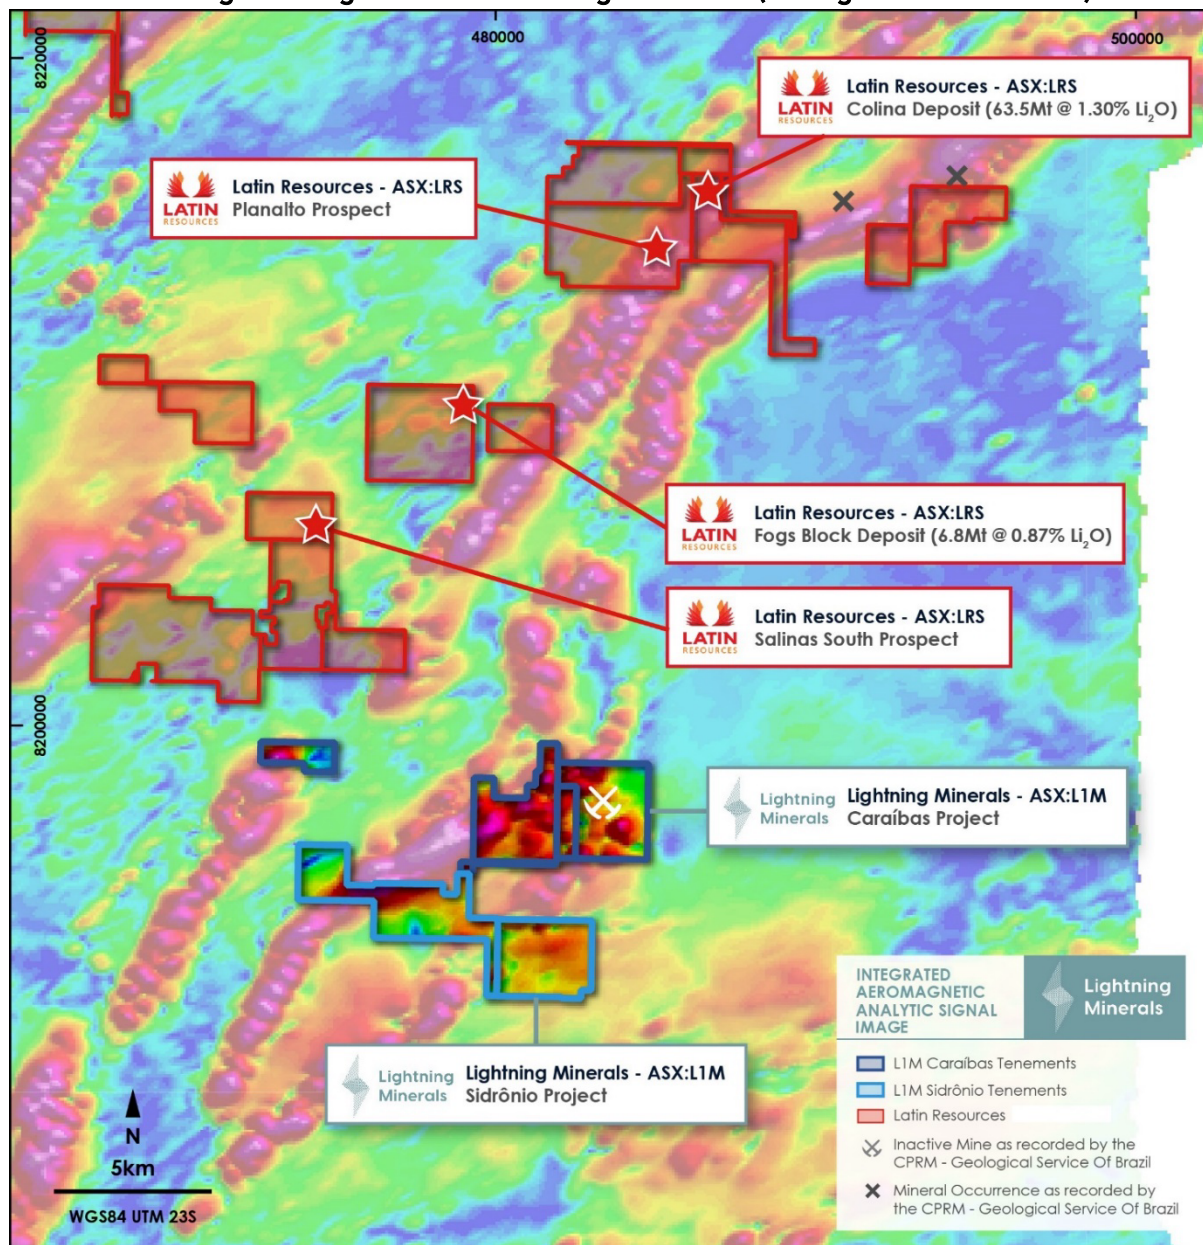 480000
500000
8220000
LATIN
RESOURCES
Latin Resources - ASX:LRS
Colina Deposit (63.5Mt @ 1.30% Li₂O)
LATIN
RESOURCES
Latin Resources - ASX:LRS
Planalto Prospect
LATIN
RESOURCES
Latin Resources - ASX:LRS
Fogs Block Deposit (6.8Mt @ 0.87% Li₂O)
LATIN
RESOURCES
Latin Resources - ASX:LRS
Salinas South Prospect
8200000
Lightning
Minerals
Lightning Minerals - ASX:L1M
Caraíbas Project
Lightning
Minerals
Lightning Minerals - ASX:L1M
Sidrônio Project
INTEGRATED
AEROMAGNETIC
ANALYTIC SIGNAL
IMAGE
Lightning
Minerals
L1M Caraíbas Tenements
L1M Sidrônio Tenements
Latin Resources
Inactive Mine as recorded by the
CPRM - Geological Service Of Brazil
Mineral Occurrence as recorded by
the CPRM - Geological Service Of Brazil
N
5km
WGS84 UTM 23S